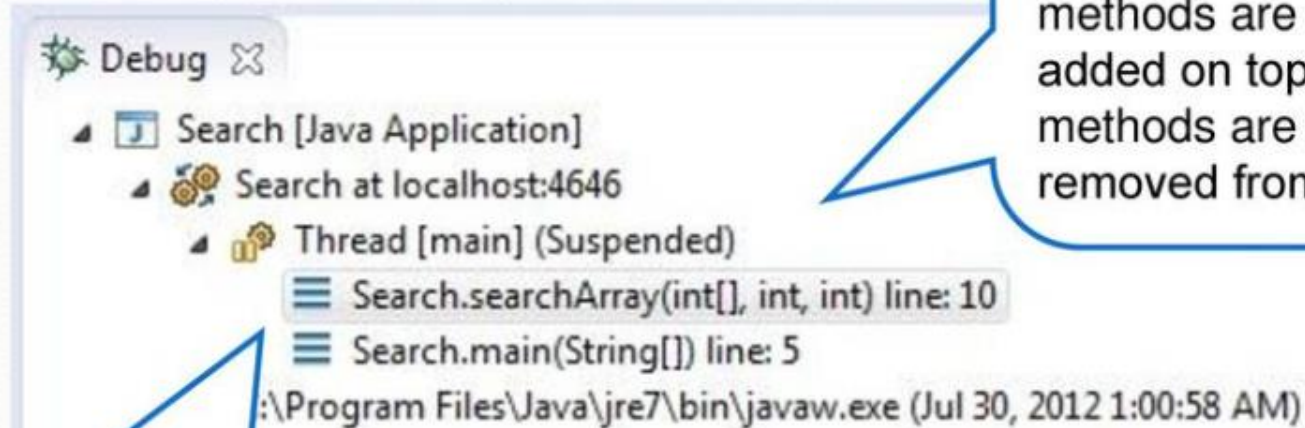 methods are
added on top
methods are
removed from
Debug
Search [Java Application]
Search at localhost:4646
Thread [main] (Suspended)
Search.searchArray(int[], int, int) line: 10
Search.main(String[]) line: 5
:\Program Files\Java\jre7\bin\javaw.exe (Jul 30, 2012 1:00:58 AM)